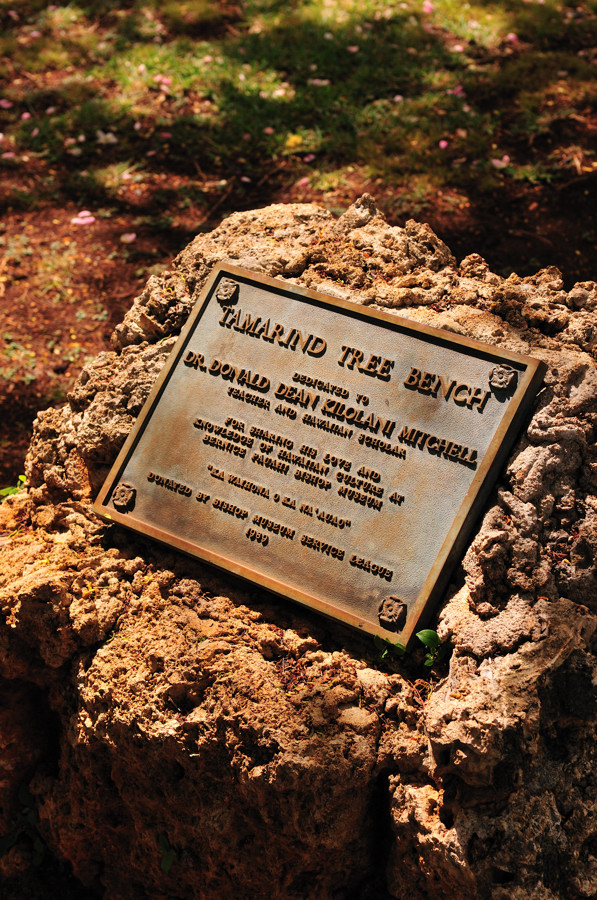 TAMARIND TREE BENCH
DEDICATED TO
DR. DONALD DEAN KILOLANI MITCHELL
TEACHER AND HAWAIIAN SCHOLAR
FOR SHARING HIS LOVE AND
KNOWLEDGE OF HAWAIIAN CULTURE AT
BERNICE PAUAHI BISHOP MUSEUM
"KA WAIHONA O KA NA'AUAO"
DONATED BY BISHOP MUSEUM SERVICE LEAGUE
1990